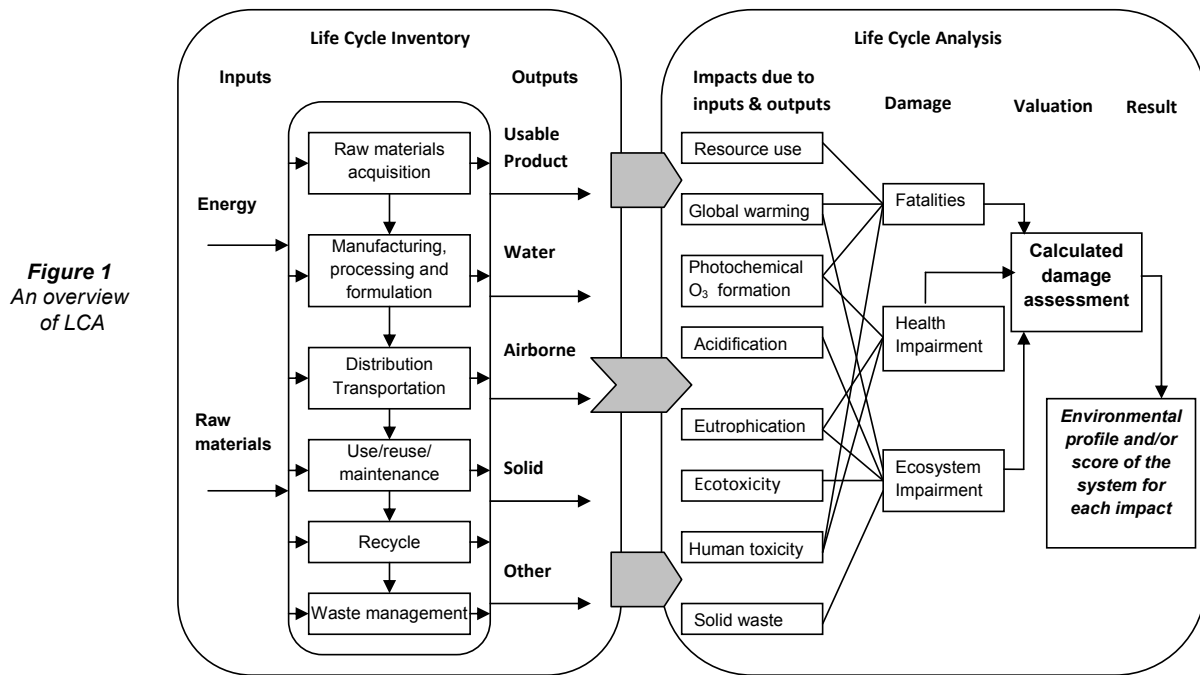 Figure 1
An overview
of LCA
Life Cycle Inventory
Inputs
Outputs
Energy
Raw
materials
Raw materials
acquisition
Manufacturing,
processing and
formulation
Distribution
Transportation
Use/reuse/
maintenance
Recycle
Waste management
Usable
Product
Water
Airborne
Solid
Other
Life Cycle Analysis
Impacts due to
inputs & outputs
Damage
Valuation
Result
Resource use
Global warming
Photochemical
O₃ formation
Acidification
Eutrophication
Ecotoxicity
Human toxicity
Solid waste
Fatalities
Health
Impairment
Ecosystem
Impairment
Calculated
damage
assessment
Environmental
profile and/or
score of the
system for
each impact